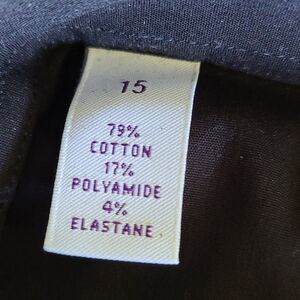 15
79%
COTTON
17%
POLYAMIDE
4%
ELASTANE